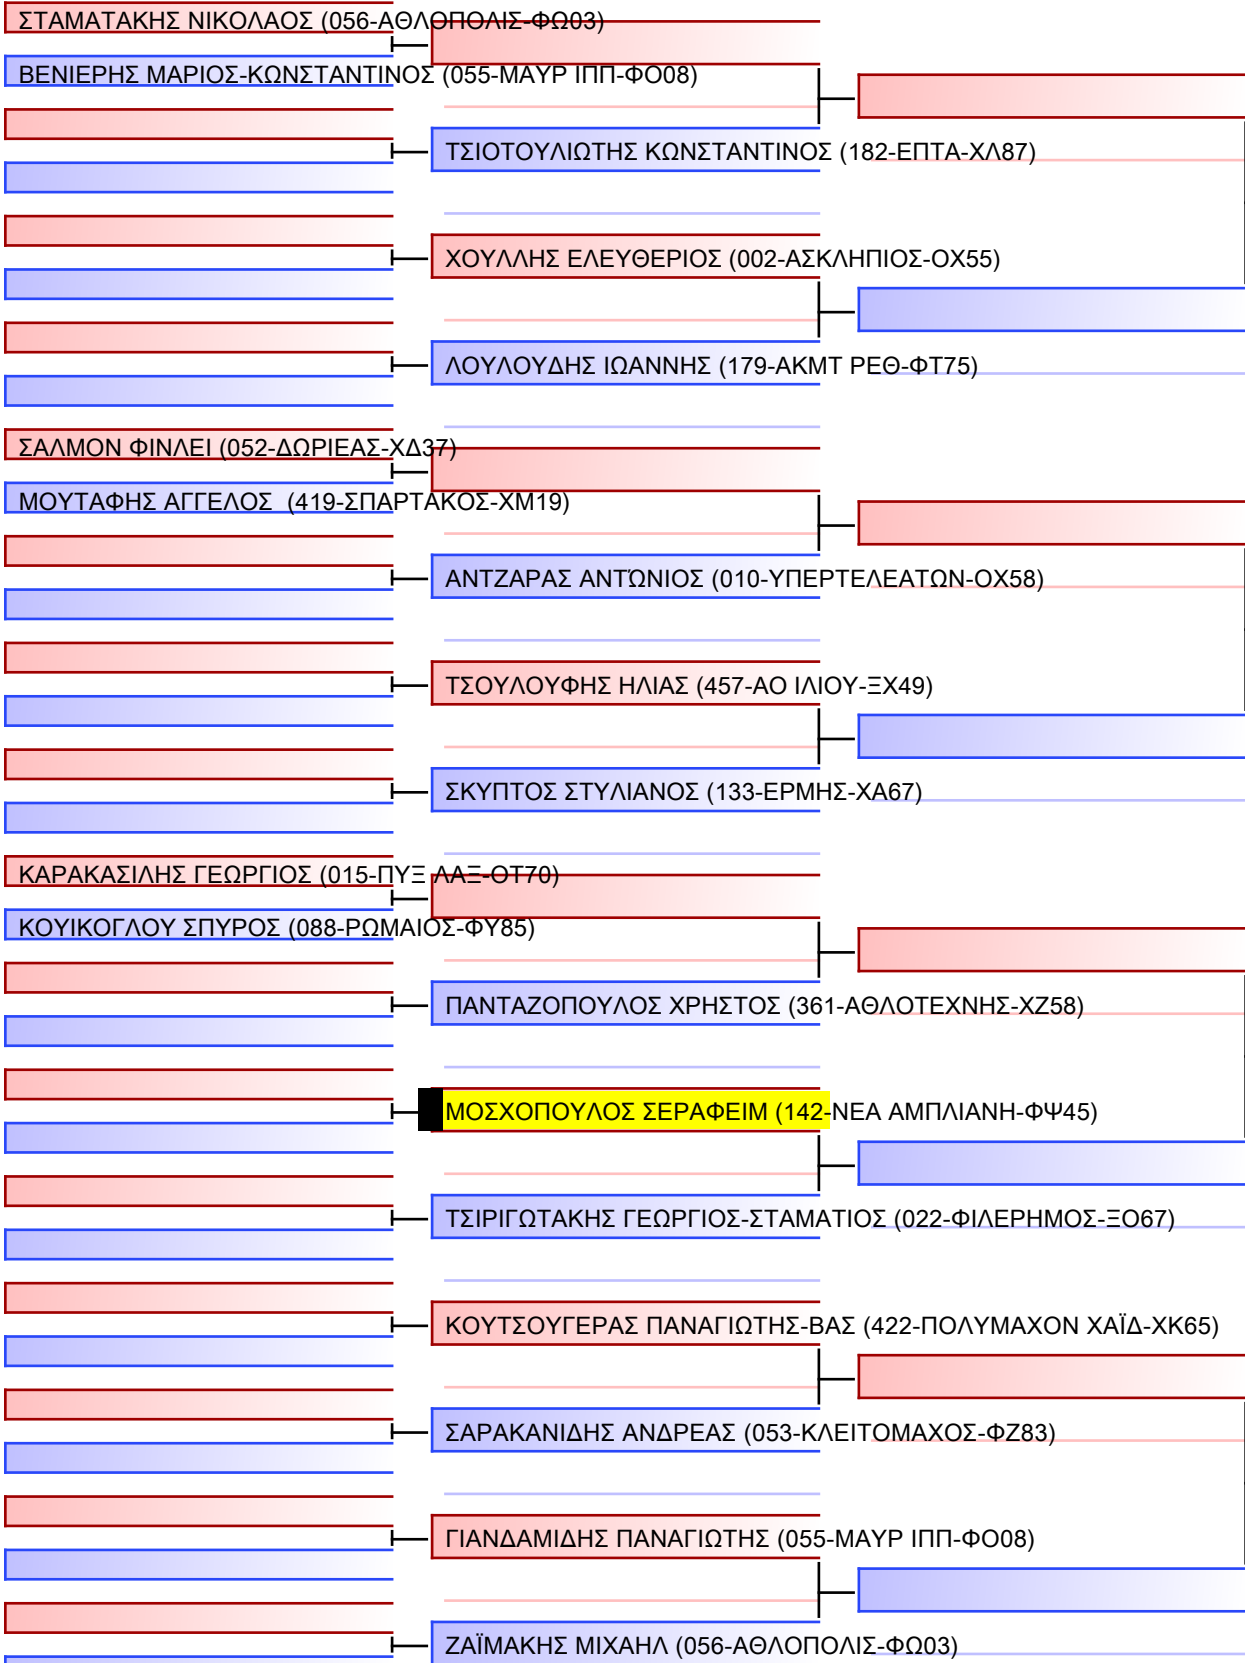 ΣΤΑΜΑΤΑΚΗΣ ΝΙΚΟΛΑΟΣ (056-ΑΘΛΟΠΟΛΙΣ-ΦΩ03)
ΒΕΝΙΕΡΗΣ ΜΑΡΙΟΣ-ΚΩΝΣΤΑΝΤΙΝΟΣ (055-ΜΑΥΡ ΙΠΠ-ΦΟ08)
ΤΣΙΟΤΟΥΛΙΩΤΗΣ ΚΩΝΣΤΑΝΤΙΝΟΣ (182-ΕΠΤΑ-ΧΛ87)
ΧΟΥΛΛΗΣ ΕΛΕΥΘΕΡΙΟΣ (002-ΑΣΚΛΗΠΙΟΣ-ΟΧ55)
ΛΟΥΛΟΥΔΗΣ ΙΩΑΝΝΗΣ (179-ΑΚΜΤ ΡΕΘ-ΦΤ75)
ΣΑΛΜΟΝ ΦΙΝΛΕΙ (052-ΔΩΡΙΕΑΣ-ΧΔ37)
ΜΟΥΤΑΦΗΣ ΑΓΓΕΛΟΣ  (419-ΣΠΑΡΤΑΚΟΣ-ΧΜ19)
ΑΝΤΖΑΡΑΣ ΑΝΤΏΝΙΟΣ (010-ΥΠΕΡΤΕΛΕΑΤΩΝ-ΟΧ58)
ΤΣΟΥΛΟΥΦΗΣ ΗΛΙΑΣ (457-ΑΟ ΙΛΙΟΥ-ΞΧ49)
ΣΚΥΠΤΟΣ ΣΤΥΛΙΑΝΟΣ (133-ΕΡΜΗΣ-ΧΑ67)
ΚΑΡΑΚΑΣΙΛΗΣ ΓΕΩΡΓΙΟΣ (015-ΠΥΞ ΛΑΞ-ΟΤ70)
ΚΟΥΙΚΟΓΛΟΥ ΣΠΥΡΟΣ (088-ΡΩΜΑΙΟΣ-ΦΥ85)
ΠΑΝΤΑΖΟΠΟΥΛΟΣ ΧΡΗΣΤΟΣ (361-ΑΘΛΟΤΕΧΝΗΣ-ΧΖ58)
ΜΟΣΧΟΠΟΥΛΟΣ ΣΕΡΑΦΕΙΜ (142-ΝΕΑ ΑΜΠΛΙΑΝΗ-ΦΨ45)
ΤΣΙΡΙΓΩΤΑΚΗΣ ΓΕΩΡΓΙΟΣ-ΣΤΑΜΑΤΙΟΣ (022-ΦΙΛΕΡΗΜΟΣ-ΞΟ67)
ΚΟΥΤΣΟΥΓΕΡΑΣ ΠΑΝΑΓΙΩΤΗΣ-ΒΑΣ (422-ΠΟΛΥΜΑΧΟΝ ΧΑΪΔ-ΧΚ65)
ΣΑΡΑΚΑΝΙΔΗΣ ΑΝΔΡΕΑΣ (053-ΚΛΕΙΤΟΜΑΧΟΣ-ΦΖ83)
ΓΙΑΝΔΑΜΙΔΗΣ ΠΑΝΑΓΙΩΤΗΣ (055-ΜΑΥΡ ΙΠΠ-ΦΟ08)
ΖΑΪΜΑΚΗΣ ΜΙΧΑΗΛ (056-ΑΘΛΟΠΟΛΙΣ-ΦΩ03)